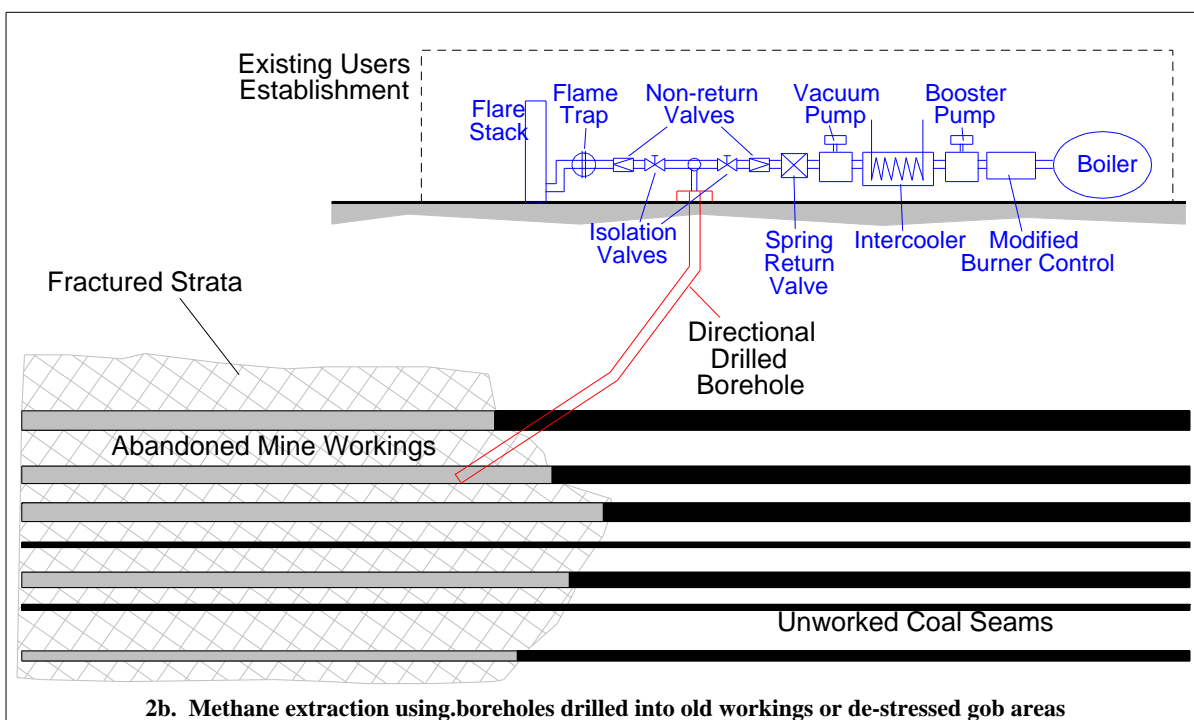 Existing Users
Establishment
Flare
Stack
Flame
Trap
Non-return
Valves
Vacuum
Pump
Booster
Pump
Boiler
Isolation
Valves
Spring
Return
Valve
Intercooler
Modified
Burner Control
Fractured Strata
Directional
Drilled
Borehole
Abandoned Mine Workings
Unworked Coal Seams
2b. Methane extraction using.boreholes drilled into old workings or de-stressed gob areas